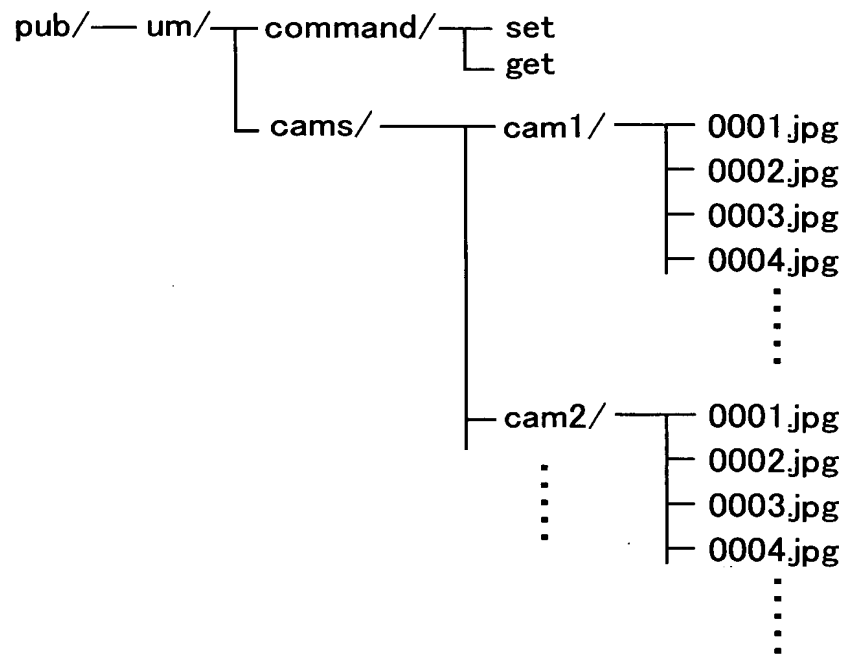 pub/ um/ command/ set
get
cams/ cam1/ 0001.jpg
0002.jpg
0003.jpg
0004.jpg
cam2/ 0001.jpg
0002.jpg
0003.jpg
0004.jpg